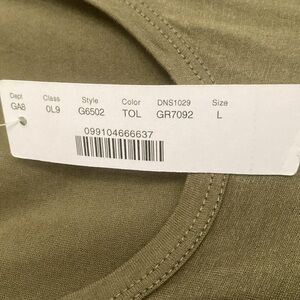 Dept Class Style Color DNS1029 Size
GA8 0L9 G6502 TOL GR7092 L
099104666637